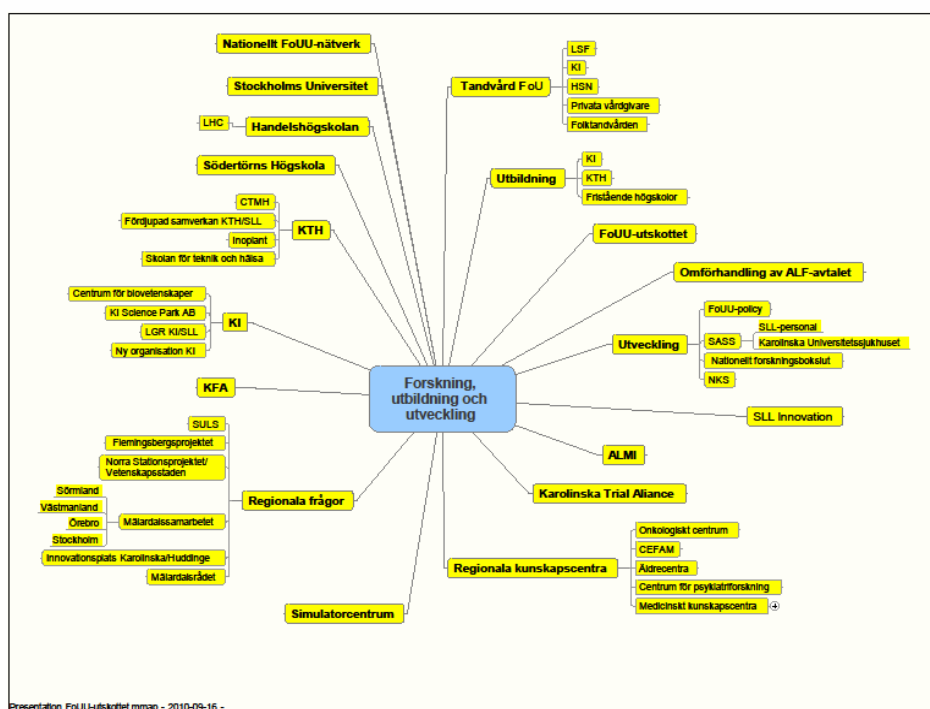 Nationellt FoUU-nätverk
Stockholms Universitet
LHC
Handelshögskolan
Södertörns Högskola
CTMH
Fördjupad samverkan KTH/SLL
Inoplant
Skolan för teknik och hälsa
KTH
Centrum för biovetenskaper
KI Science Park AB
LGR KI/SLL
Ny organisation KI
KI
KFA
SULS
Flemingsbergsprojektet
Norra Stationsprojektet/
Vetenskapsstaden
Sörmland
Västmanland
Örebro
Stockholm
Mälardalssamarbetet
Innovationsplats Karolinska/Huddinge
Mälardalsrådet
Regionala frågor
Simulatorcentrum
Forskning,
utbildning och
utveckling
Tandvård FoU
LSF
KI
HSN
Privata vårdgivare
Folktandvården
Utbildning
KI
KTH
Fristående högskolor
FoUU-utskottet
Omförhandling av ALF-avtalet
Utveckling
FoUU-policy
SASS
SLL-personal
Karolinska Universitetssjukhuset
Nationellt forskningsbokslut
NKS
SLL Innovation
ALMI
Karolinska Trial Aliance
Regionala kunskapscentra
Onkologiskt centrum
CEFAM
Äldrecentra
Centrum för psykiatriforskning
Medicinskt kunskapscentra
Presentation FoUU-utskottet.mmap - 2010-09-16 -